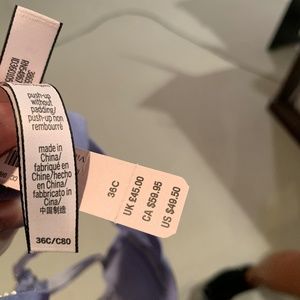 push-up
without
padding/
push-up non
rembourré
made in
China/
fabriqué en
Chine/hecho
en China/
fabbricato in
Cina/
中国制造
36C/C80
36C
UK £45.00
CA $59.95
US $49.50